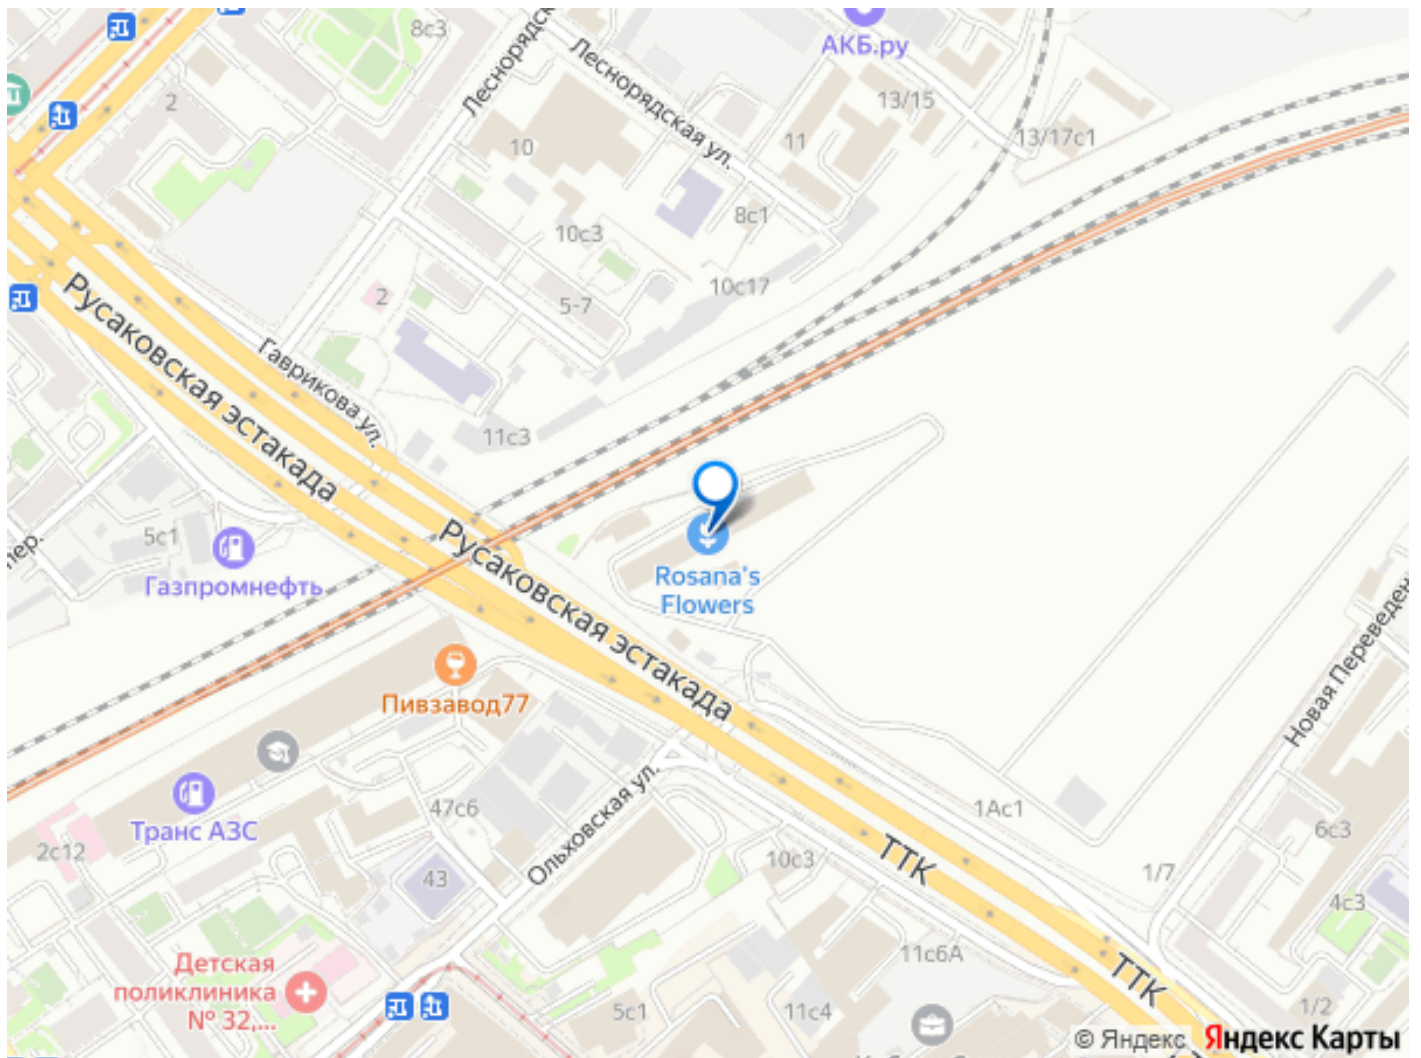 8с3
Леснорядск
АКБ.ру
Леснорядская ул.
2
13/15
10
11
13/17с1
8с1
10с3
10с17
2
5-7
Русаковская эстакада
Гаврикова ул.
11с3
5с1
пер.
Газпромнефть
Русаковская эстакада
Rosana's
Flowers
Новая Переведен
Пивзавод77
Транс АЗС
47с6
Ольховская ул.
1Ас1
2с12
ТТК
6с3
43
10с3
1/7
4с3
11с6А
Детская
поликлиника
№ 32,...
ТТК
5с1
11с4
1/2
© Яндекс Яндекс Карты